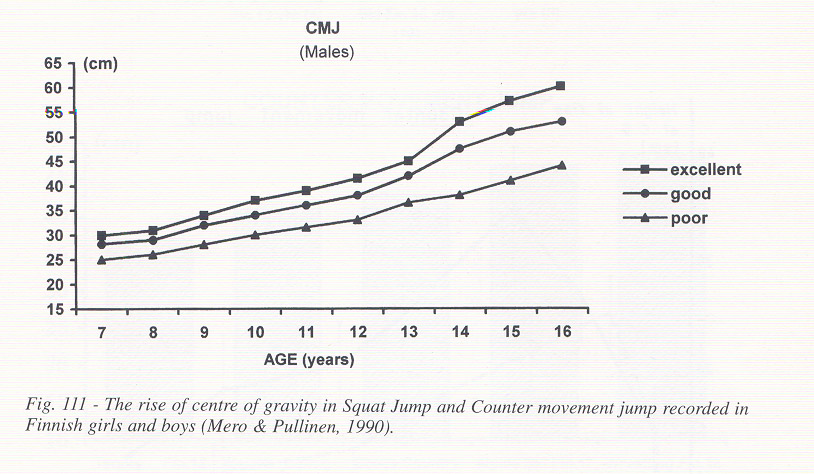 CMJ
(Males)
65 (cm)
60
55
50
45
40
35
30
25
20
15
7 8 9 10 11 12 13 14 15 16
AGE (years)
excellent
good
poor
Fig. 111 - The rise of centre of gravity in Squat Jump and Counter movement jump recorded in
Finnish girls and boys (Mero & Pullinen, 1990).